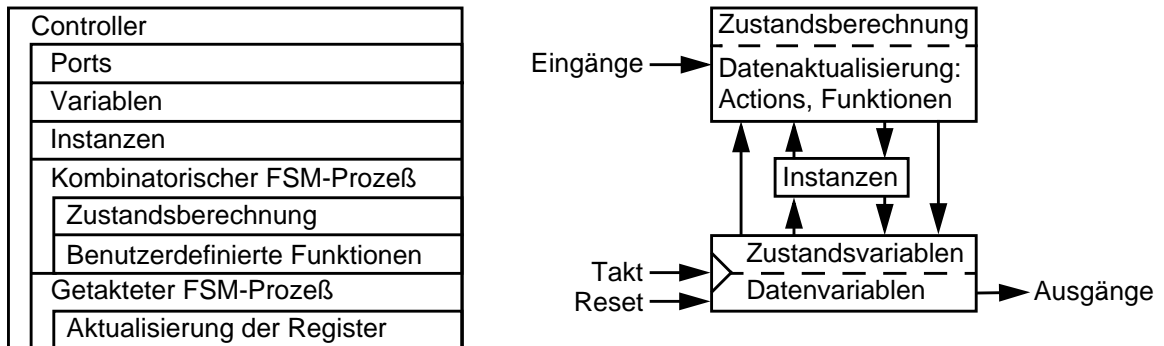 Controller
Ports
Variablen
Instanzen
Kombinatorischer FSM-Prozeß
Zustandsberechnung
Benutzerdefinierte Funktionen
Getakteter FSM-Prozeß
Aktualisierung der Register
Zustandsberechnung
Eingänge
Datenaktualisierung:
Actions, Funktionen
Instanzen
Zustandsvariablen
Takt
Datenvariablen
Reset
Ausgänge